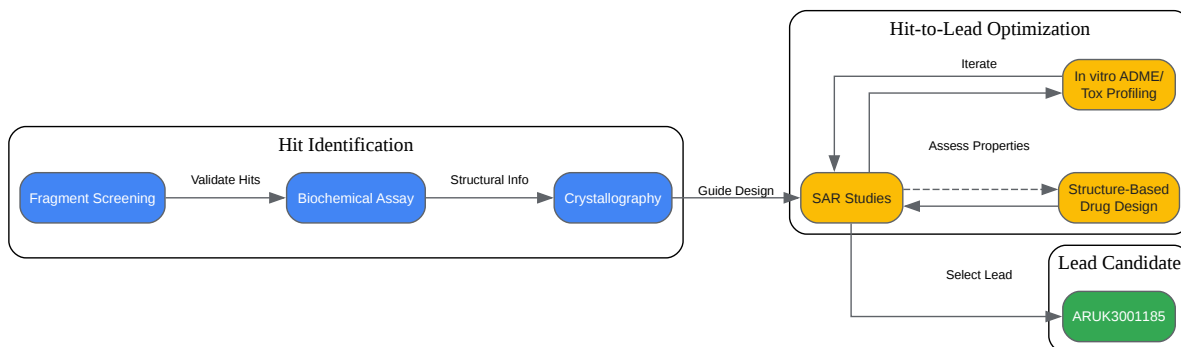 Hit-to-Lead Optimization
Iterate
In vitro ADME/
Tox Profiling
Hit Identification
Assess Properties
Fragment Screening
Validate Hits
Biochemical Assay
Structural Info
Crystallography
Guide Design
SAR Studies
Structure-Based
Drug Design
Lead Candidate
Select Lead
ARUK3001185